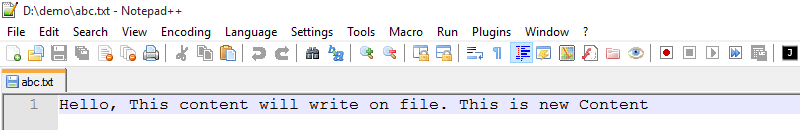 D:\demo\abc.txt - Notepad++
File Edit Search View Encoding Language Settings Tools Macro Run Plugins Window ?
abc.txt
1 Hello, This content will write on file. This is new Content